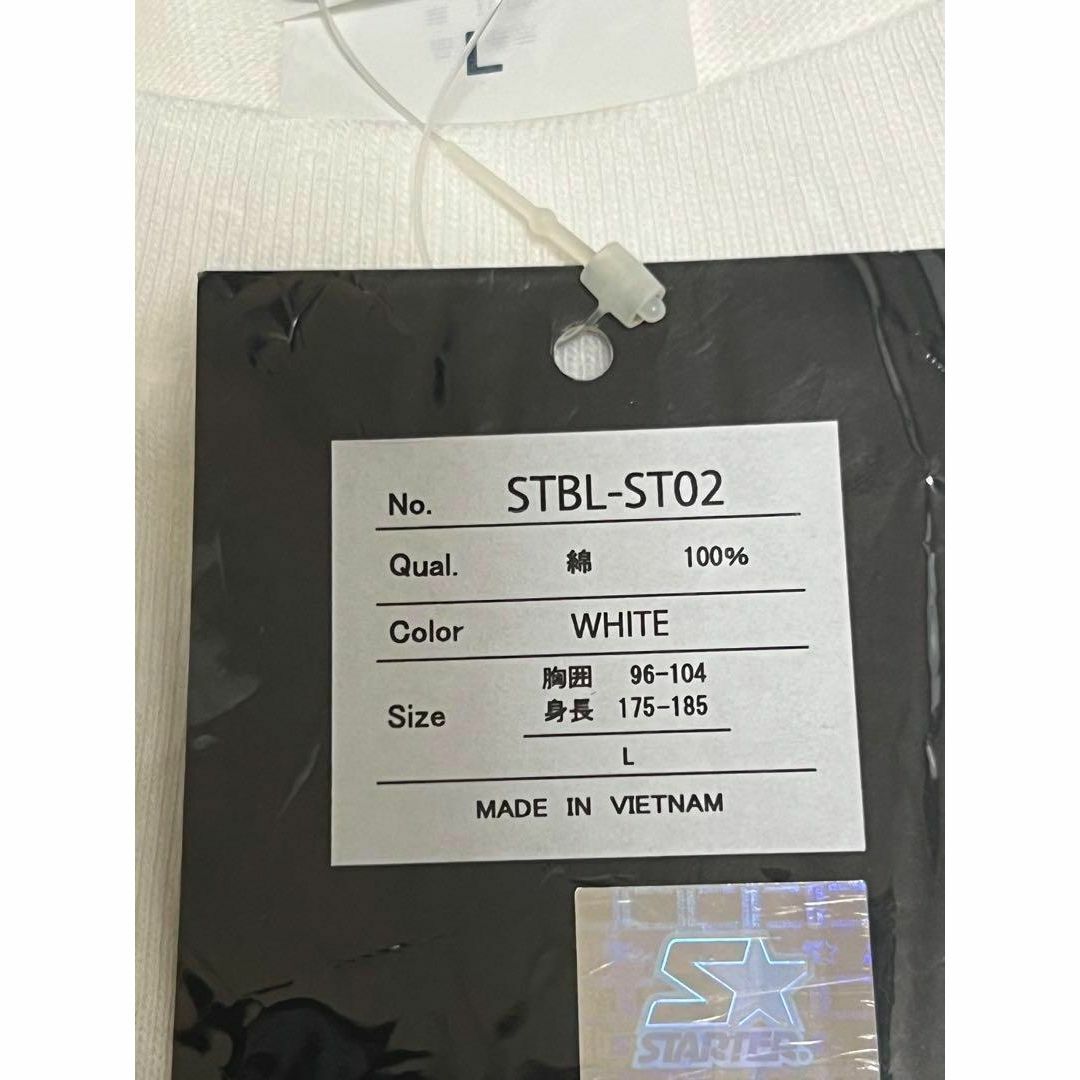 L
No. STBL-ST02
Qual. 綿 100%
Color WHITE
胸囲 96-104
Size 身長 175-185
L
MADE IN VIETNAM
STARTER